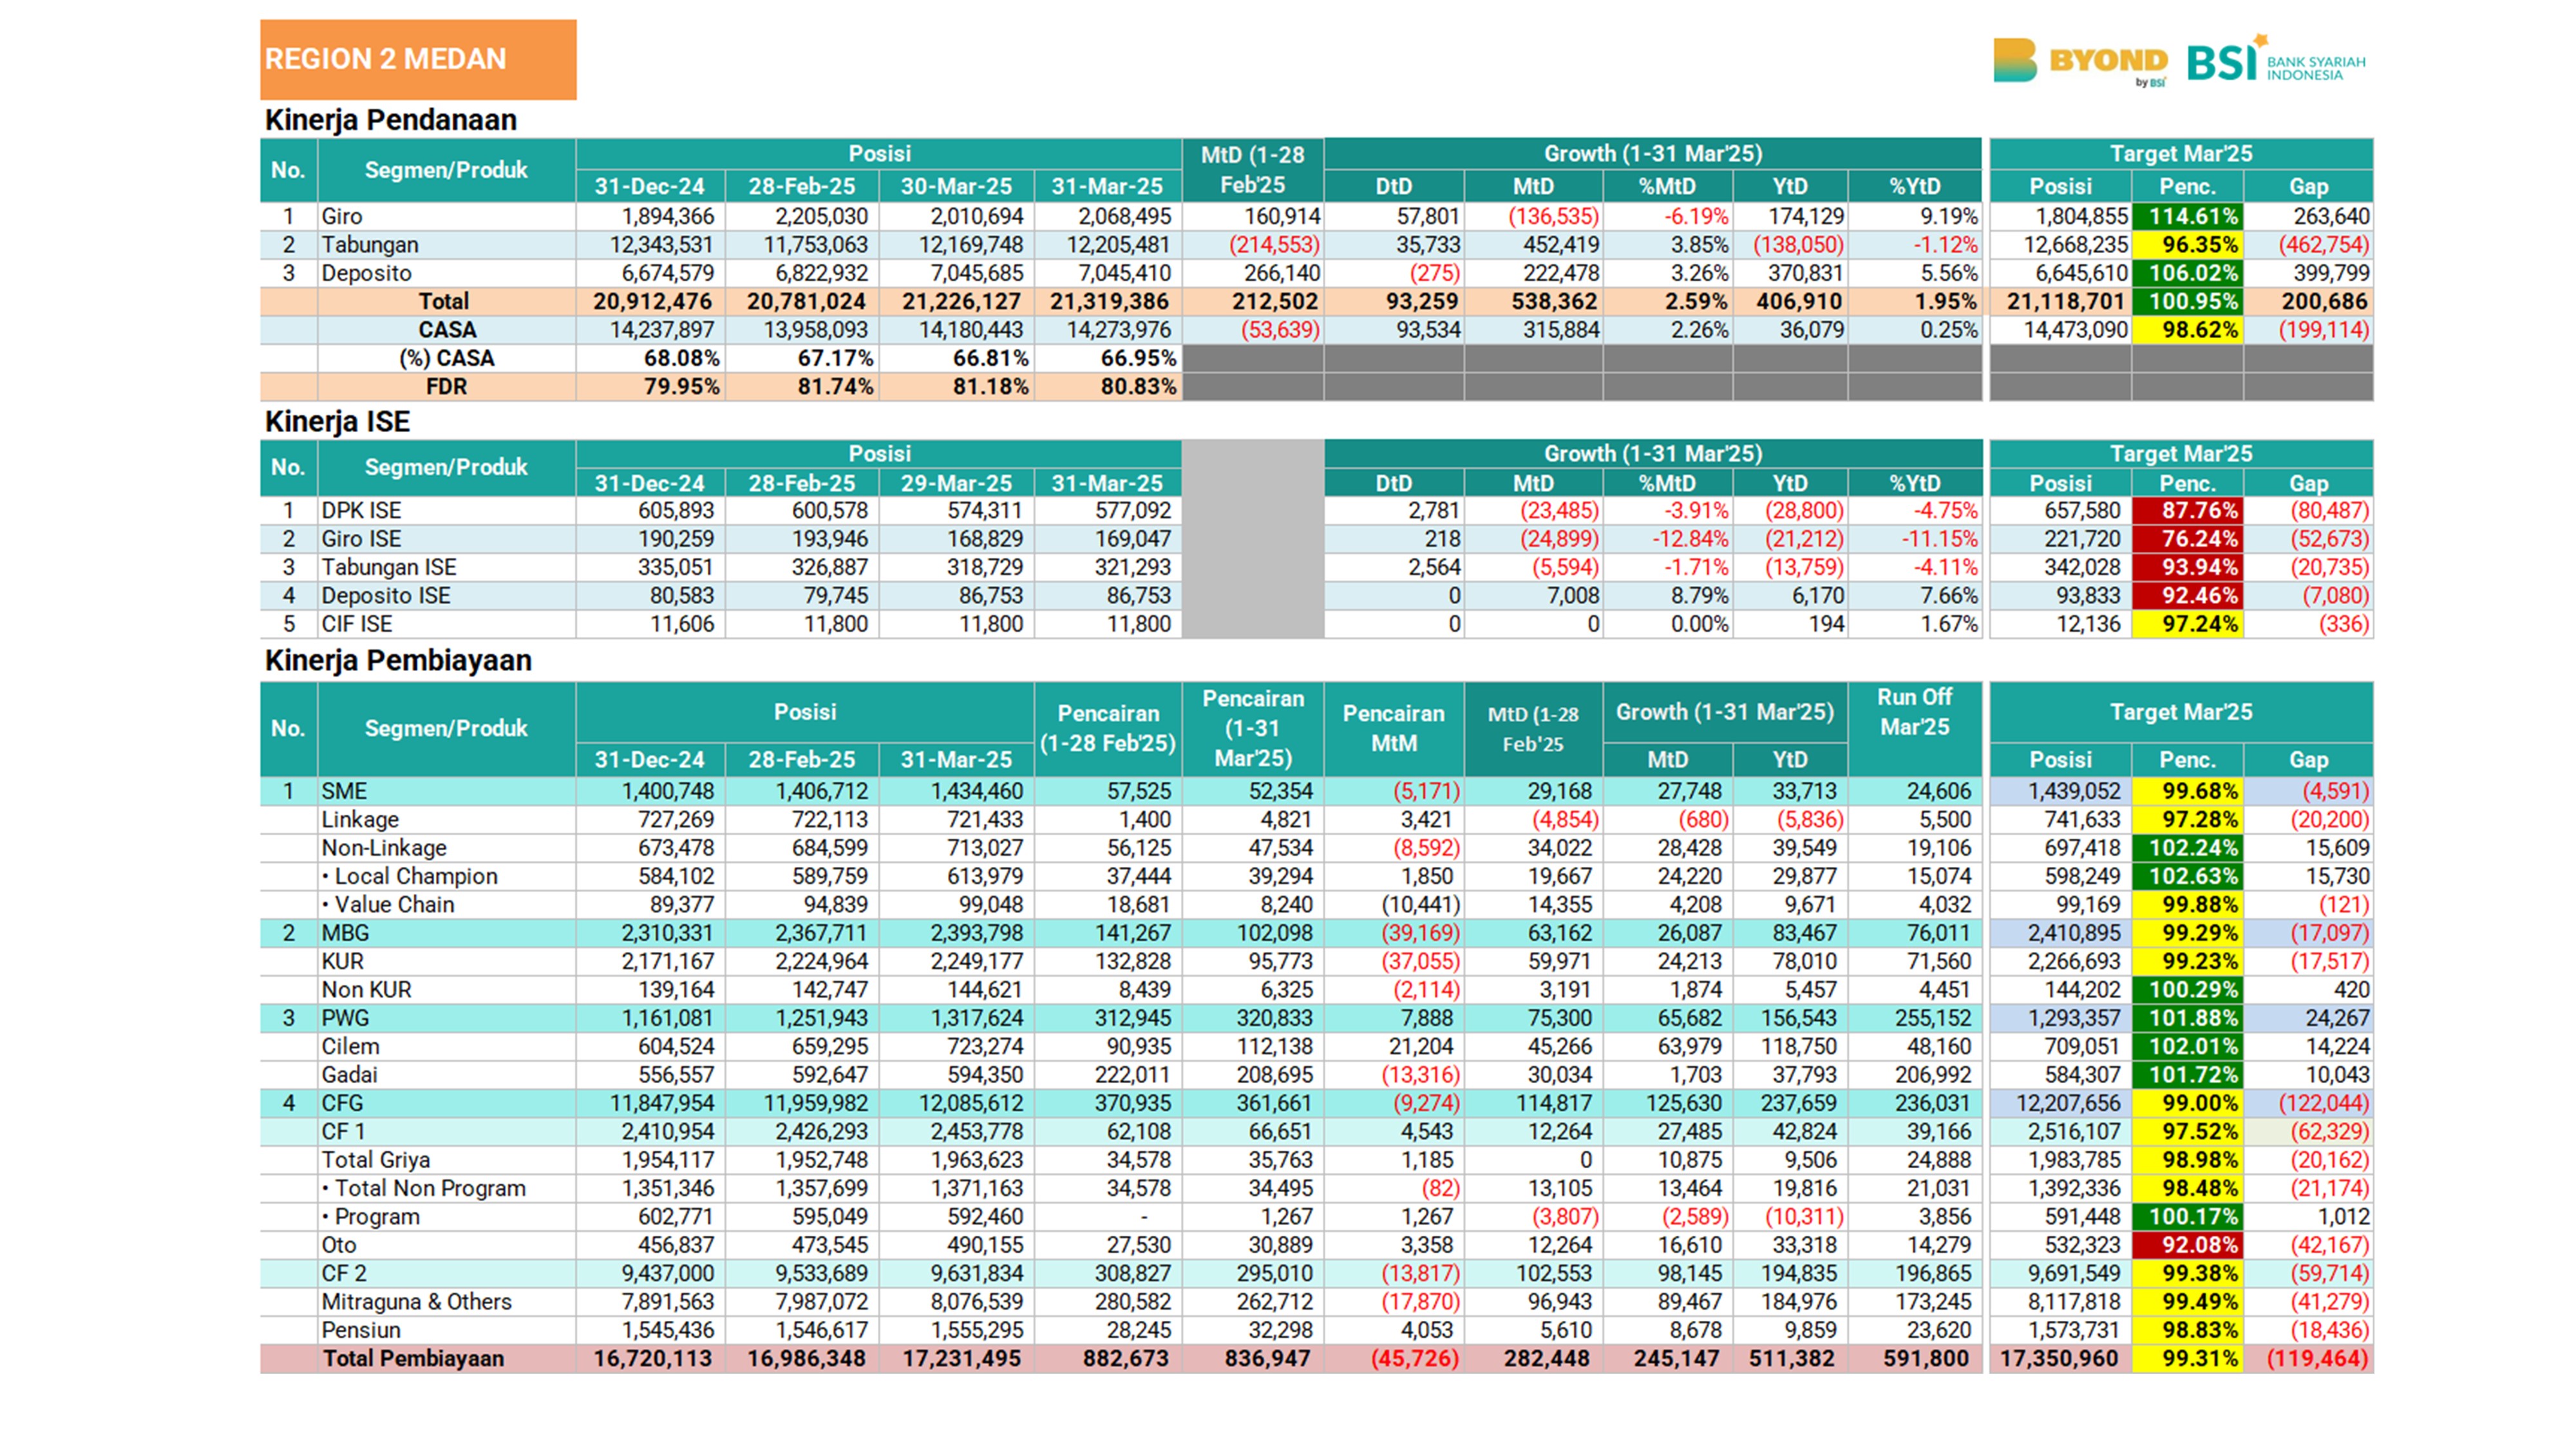 REGION 2 MEDAN
BYOND by BSI
BSI BANK SYARIAH INDONESIA
Kinerja Pendanaan
No. Segmen/Produk Posisi MtD (1-28 Feb'25 Growth (1-31 Mar'25) Target Mar'25
31-Dec-24 28-Feb-25 30-Mar-25 31-Mar-25 DtD MtD %MtD YtD %YtD Posisi Penc. Gap
1 Giro 1,894,366 2,205,030 2,010,694 2,068,495 160,914 57,801 (136,535) -6.19% 174,129 9.19% 1,804,855 114.61% 263,640
2 Tabungan 12,343,531 11,753,063 12,169,748 12,205,481 (214,553) 35,733 452,419 3.85% (138,050) -1.12% 12,668,235 96.35% (462,754)
3 Deposito 6,674,579 6,822,932 7,045,685 7,045,410 266,140 (275) 222,478 3.26% 370,831 5.56% 6,645,610 106.02% 399,799
Total 20,912,476 20,781,024 21,226,127 21,319,386 212,502 93,259 538,362 2.59% 406,910 1.95% 21,118,701 100.95% 200,686
CASA 14,237,897 13,958,093 14,180,443 14,273,976 (53,639) 93,534 315,884 2.26% 36,079 0.25% 14,473,090 98.62% (199,114)
(%) CASA 68.08% 67.17% 66.81% 66.95%
FDR 79.95% 81.74% 81.18% 80.83%
Kinerja ISE
No. Segmen/Produk Posisi Growth (1-31 Mar'25) Target Mar'25
31-Dec-24 28-Feb-25 29-Mar-25 31-Mar-25 DtD MtD %MtD YtD %YtD Posisi Penc. Gap
1 DPK ISE 605,893 600,578 574,311 577,092 2,781 (23,485) -3.91% (28,800) -4.75% 657,580 87.76% (80,487)
2 Giro ISE 190,259 193,946 168,829 169,047 218 (24,899) -12.84% (21,212) -11.15% 221,720 76.24% (52,673)
3 Tabungan ISE 335,051 326,887 318,729 321,293 2,564 (5,594) -1.71% (13,759) -4.11% 342,028 93.94% (20,735)
4 Deposito ISE 80,583 79,745 86,753 86,753 0 7,008 8.79% 6,170 7.66% 93,833 92.46% (7,080)
5 CIF ISE 11,606 11,800 11,800 11,800 0 0 0.00% 194 1.67% 12,136 97.24% (336)
Kinerja Pembiayaan
No. Segmen/Produk Posisi Pencairan (1-28 Feb'25) Pencairan (1-31 Mar'25) Pencairan MtM MtD (1-28 Feb'25 Growth (1-31 Mar'25) Run Off Mar'25 Target Mar'25
31-Dec-24 28-Feb-25 31-Mar-25 MtD YtD Posisi Penc. Gap
1 SME 1,400,748 1,406,712 1,434,460 57,525 52,354 (5,171) 29,168 27,748 33,713 24,606 1,439,052 99.68% (4,591)
Linkage 727,269 722,113 721,433 1,400 4,821 3,421 (4,854) (680) (5,836) 5,500 741,633 97.28% (20,200)
Non-Linkage 673,478 684,599 713,027 56,125 47,534 (8,592) 34,022 28,428 39,549 19,106 697,418 102.24% 15,609
• Local Champion 584,102 589,759 613,979 37,444 39,294 1,850 19,667 24,220 29,877 15,074 598,249 102.63% 15,730
• Value Chain 89,377 94,839 99,048 18,681 8,240 (10,441) 14,355 4,208 9,671 4,032 99,169 99.88% (121)
2 MBG 2,310,331 2,367,711 2,393,798 141,267 102,098 (39,169) 63,162 26,087 83,467 76,011 2,410,895 99.29% (17,097)
KUR 2,171,167 2,224,964 2,249,177 132,828 95,773 (37,055) 59,971 24,213 78,010 71,560 2,266,693 99.23% (17,517)
Non KUR 139,164 142,747 144,621 8,439 6,325 (2,114) 3,191 1,874 5,457 4,451 144,202 100.29% 420
3 PWG 1,161,081 1,251,943 1,317,624 312,945 320,833 7,888 75,300 65,682 156,543 255,152 1,293,357 101.88% 24,267
Cilem 604,524 659,295 723,274 90,935 112,138 21,204 45,266 63,979 118,750 48,160 709,051 102.01% 14,224
Gadai 556,557 592,647 594,350 222,011 208,695 (13,316) 30,034 1,703 37,793 206,992 584,307 101.72% 10,043
4 CFG 11,847,954 11,959,982 12,085,612 370,935 361,661 (9,274) 114,817 125,630 237,659 236,031 12,207,656 99.00% (122,044)
CF 1 2,410,954 2,426,293 2,453,778 62,108 66,651 4,543 12,264 27,485 42,824 39,166 2,516,107 97.52% (62,329)
Total Griya 1,954,117 1,952,748 1,963,623 34,578 35,763 1,185 0 10,875 9,506 24,888 1,983,785 98.98% (20,162)
• Total Non Program 1,351,346 1,357,699 1,371,163 34,578 34,495 (82) 13,105 13,464 19,816 21,031 1,392,336 98.48% (21,174)
• Program 602,771 595,049 592,460 - 1,267 1,267 (3,807) (2,589) (10,311) 3,856 591,448 100.17% 1,012
Oto 456,837 473,545 490,155 27,530 30,889 3,358 12,264 16,610 33,318 14,279 532,323 92.08% (42,167)
CF 2 9,437,000 9,533,689 9,631,834 308,827 295,010 (13,817) 102,553 98,145 194,835 196,865 9,691,549 99.38% (59,714)
Mitraguna & Others 7,891,563 7,987,072 8,076,539 280,582 262,712 (17,870) 96,943 89,467 184,976 173,245 8,117,818 99.49% (41,279)
Pensiun 1,545,436 1,546,617 1,555,295 28,245 32,298 4,053 5,610 8,678 9,859 23,620 1,573,731 98.83% (18,436)
Total Pembiayaan 16,720,113 16,986,348 17,231,495 882,673 836,947 (45,726) 282,448 245,147 511,382 591,800 17,350,960 99.31% (119,464)